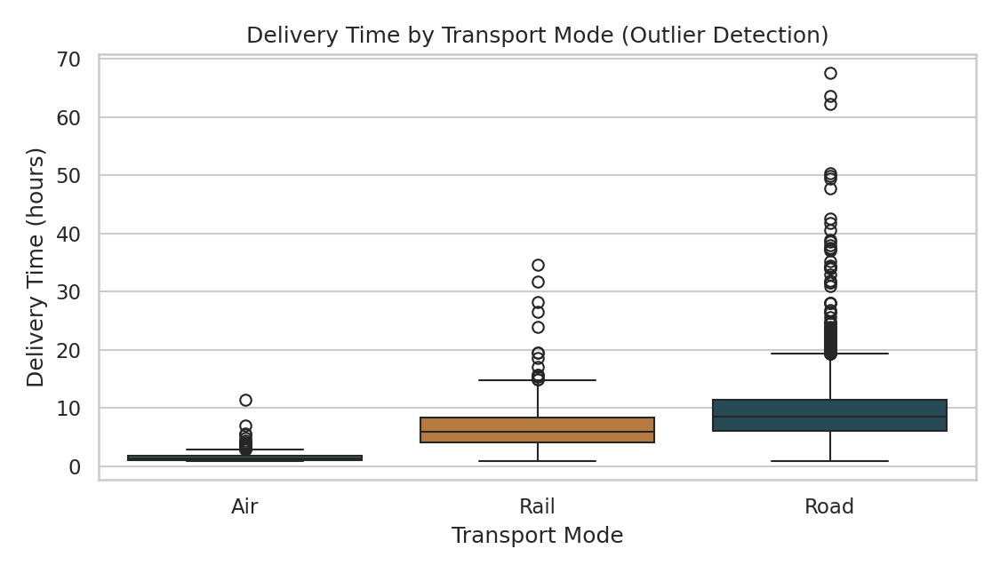 Delivery Time by Transport Mode (Outlier Detection)
70
60
50
40
30
20
10
0
Delivery Time (hours)
Air
Rail
Road
Transport Mode